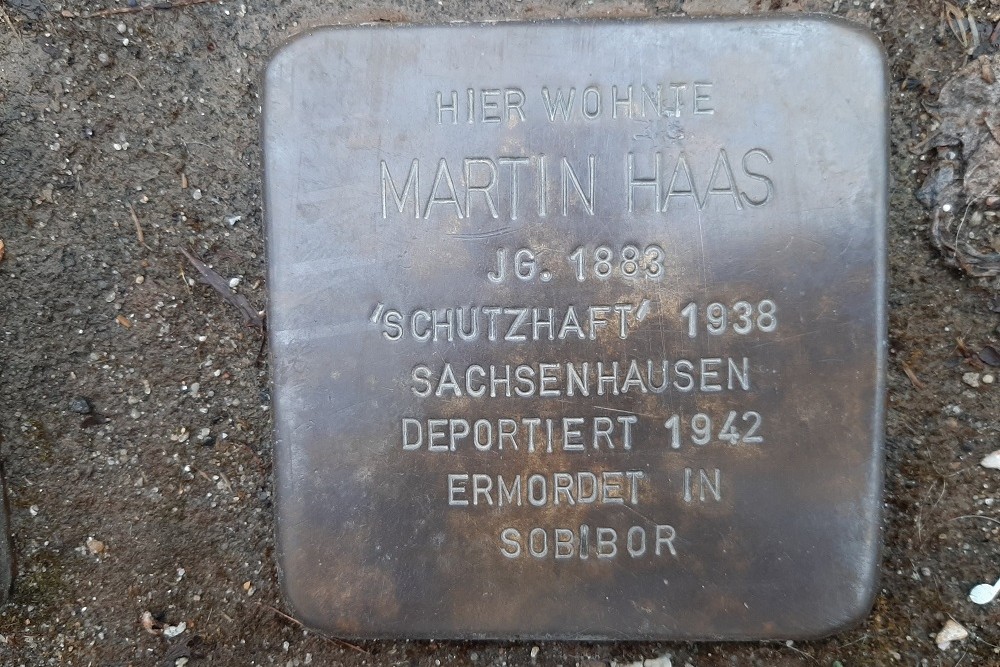 HIER WOHNTE
MARTIN HAAS
JG. 1883
'SCHUTZHAFT' 1938
SACHSENHAUSEN
DEPORTIERT 1942
ERMORDET IN
SOBIBOR